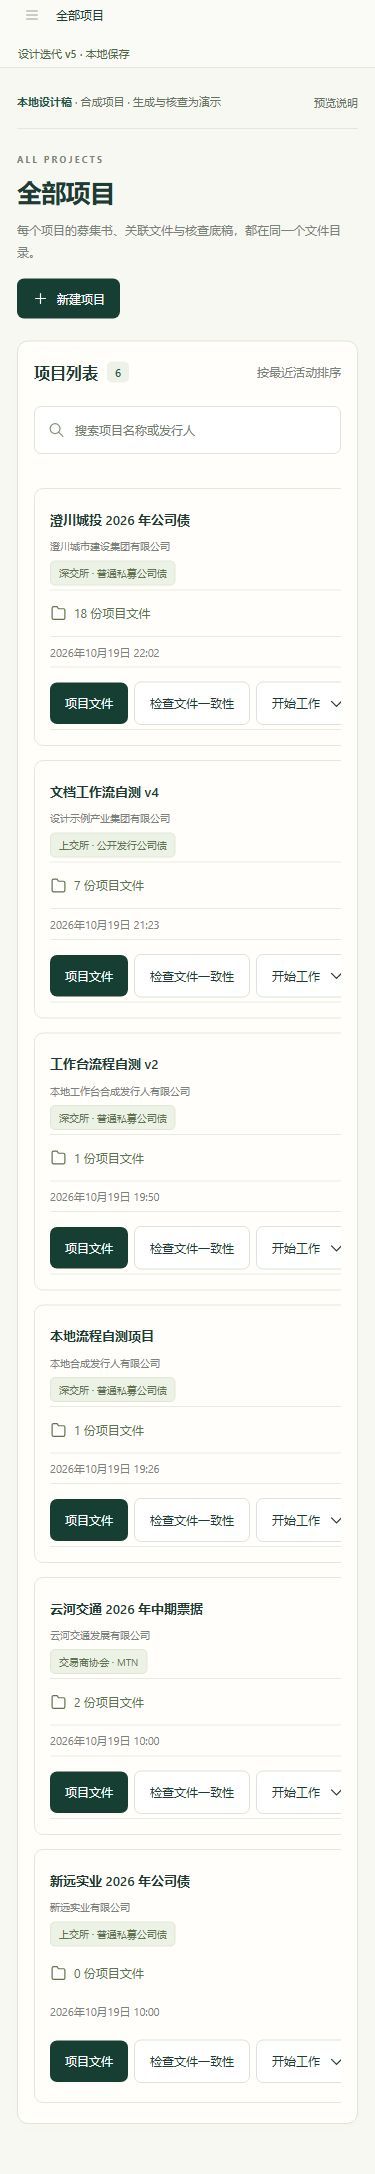 全部项目
设计迭代 v5 · 本地保存
本地设计稿 · 合成项目 · 生成与核查为演示
预览说明
ALL PROJECTS
全部项目
每个项目的募集书、关联文件与核查底稿，都在同一个文件目
录。
新建项目
项目列表 6
按最近活动排序
搜索项目名称或发行人
澄川城投 2026 年公司债
澄川城市建设集团有限公司
深交所 · 普通私募公司债
18 份项目文件
2026年10月19日 22:02
项目文件 检查文件一致性 开始工作
文档工作流自测 v4
设计示例产业集团有限公司
上交所 · 公开发行公司债
7 份项目文件
2026年10月19日 21:23
项目文件 检查文件一致性 开始工作
工作台流程自测 v2
本地工作台合成发行人有限公司
深交所 · 普通私募公司债
1 份项目文件
2026年10月19日 19:50
项目文件 检查文件一致性 开始工作
本地流程自测项目
本地合成发行人有限公司
深交所 · 普通私募公司债
1 份项目文件
2026年10月19日 19:26
项目文件 检查文件一致性 开始工作
云河交通 2026 年中期票据
云河交通发展有限公司
交易商协会 · MTN
2 份项目文件
2026年10月19日 10:00
项目文件 检查文件一致性 开始工作
新远实业 2026 年公司债
新远实业有限公司
上交所 · 普通私募公司债
0 份项目文件
2026年10月19日 10:00
项目文件 检查文件一致性 开始工作